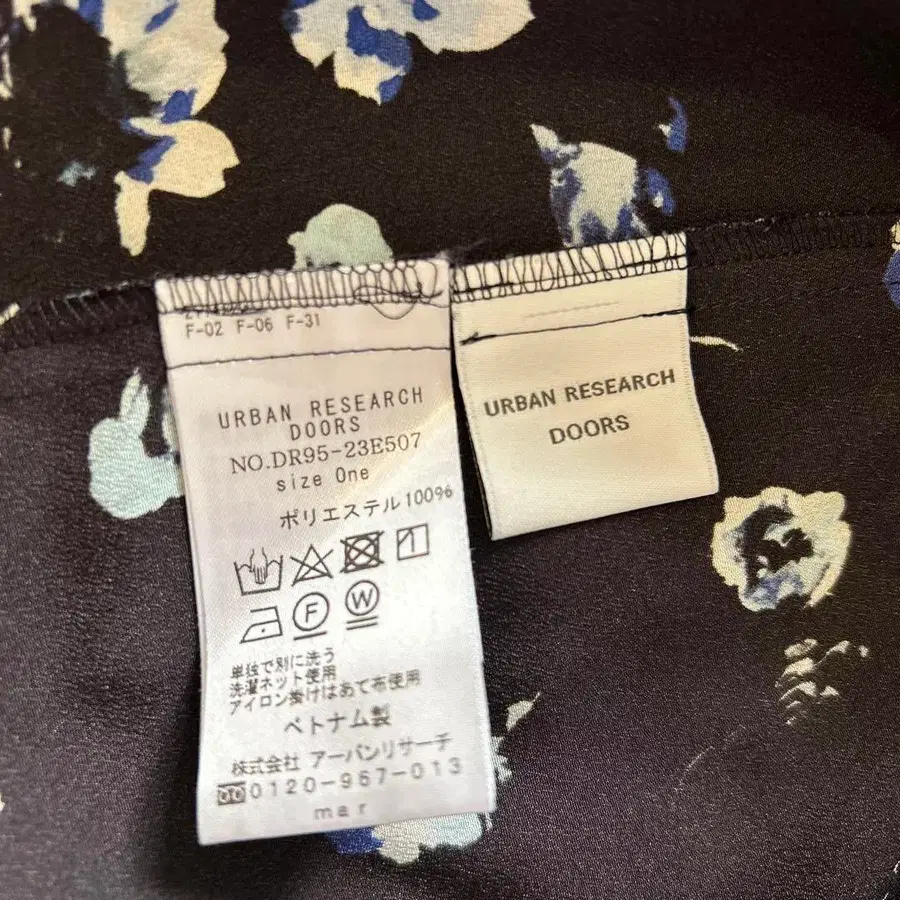 F-02 F-06 F-31
URBAN RESEARCH
DOORS
NO.DR95-23E507
size One
ポリエステル100%
F
W
単独で別に洗う
洗濯ネット使用
アイロン掛けはあて布使用
ベトナム製
株式会社 アーバンリサーチ
0120-967-013
mar
URBAN RESEARCH
DOORS